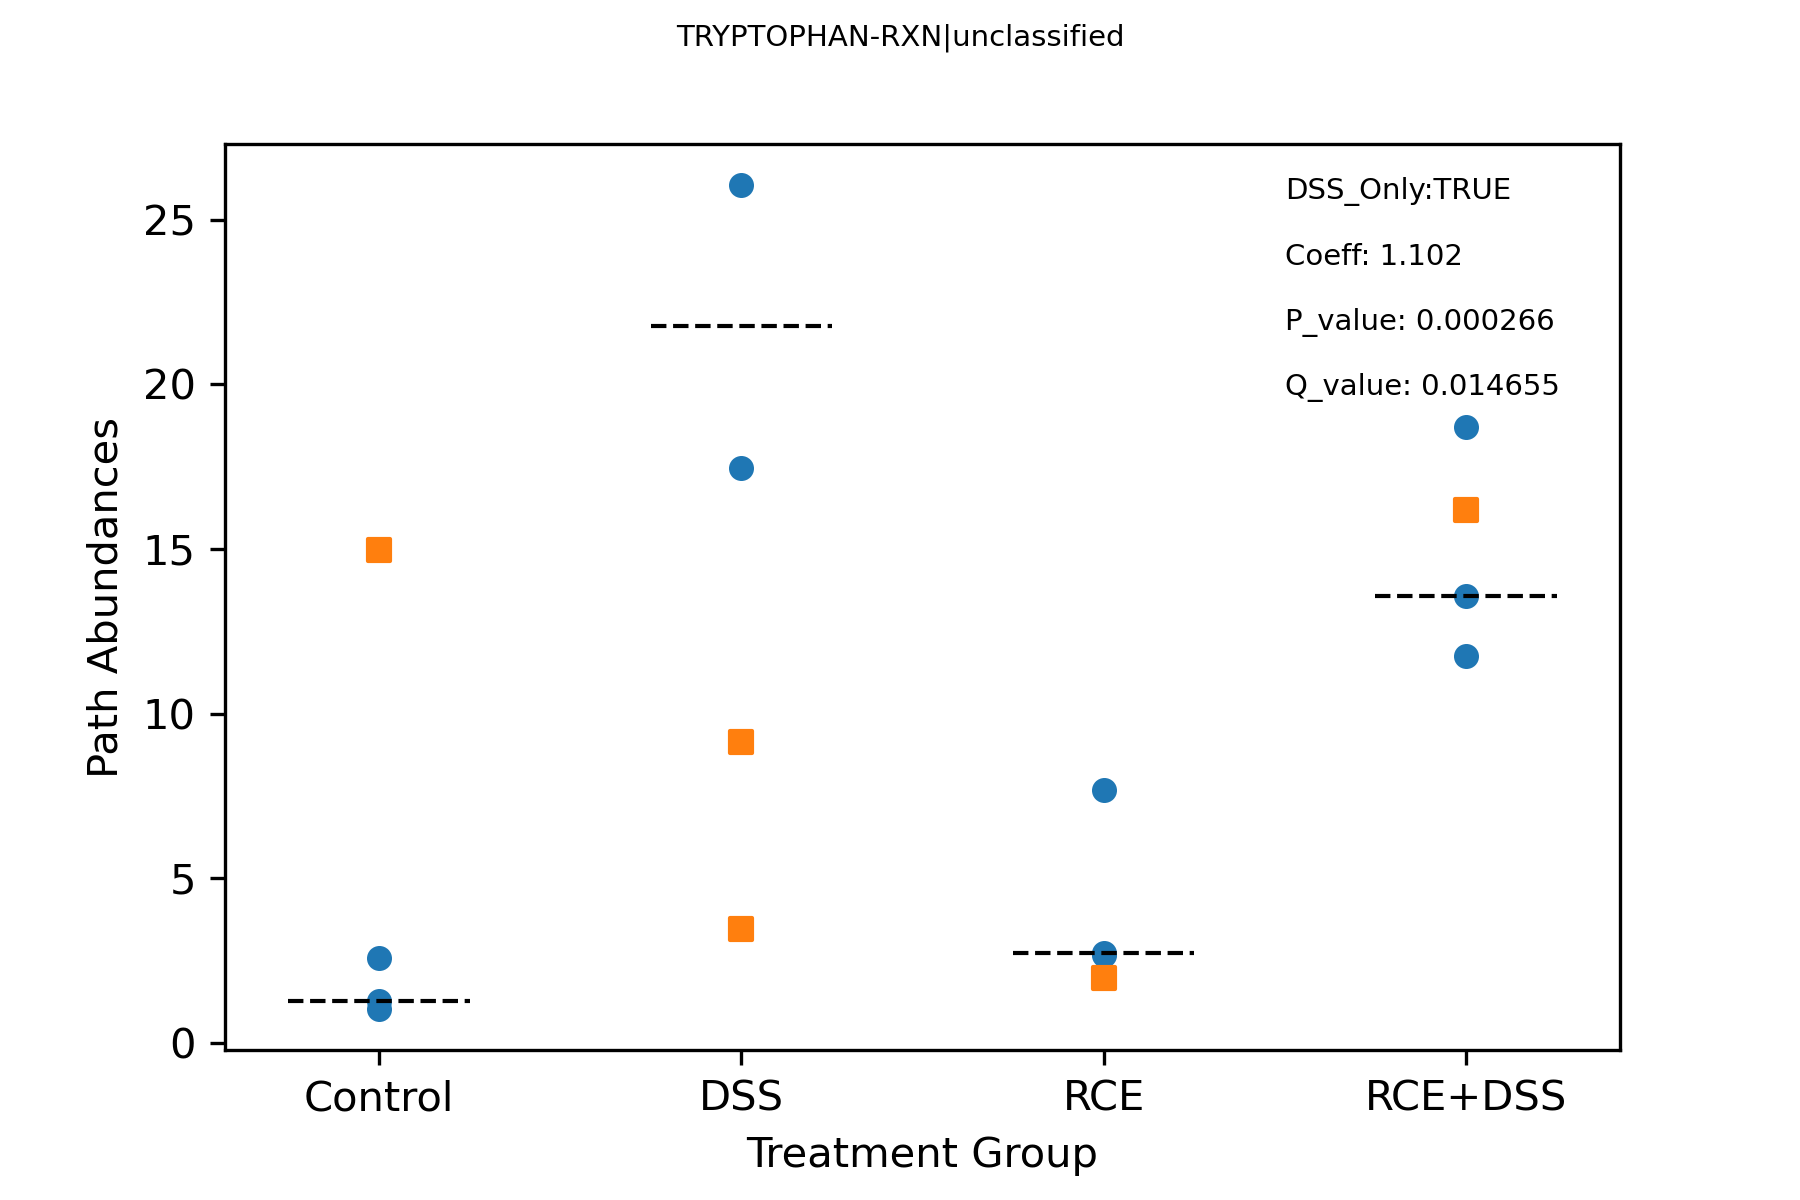 TRYPTOPHAN-RXN|unclassified
DSS_Only:TRUE
Coeff: 1.102
P_value: 0.000266
Q_value: 0.014655
25
20
15
10
5
0
Path Abundances
Control DSS RCE RCE+DSS
Treatment Group